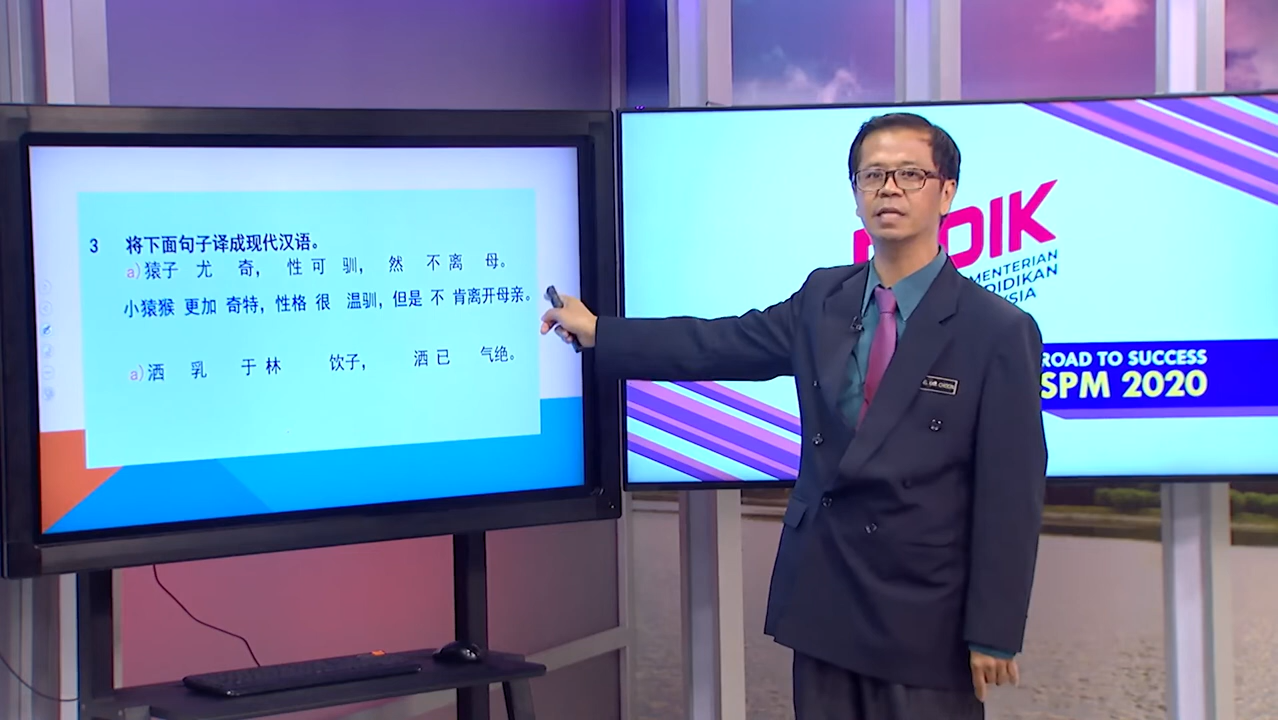 3 将下面句子译成现代汉语。
a)猿子 尤 奇， 性 可 驯， 然 不 离 母。
小猿猴 更加 奇特，性格 很 温驯，但是 不 肯离开母亲。
a)洒 乳 于 林 饮子， 洒 已 气绝。
DIK
MENTERIAN
DIDIKAN
YSIA
ROAD TO SUCCESS
SPM 2020